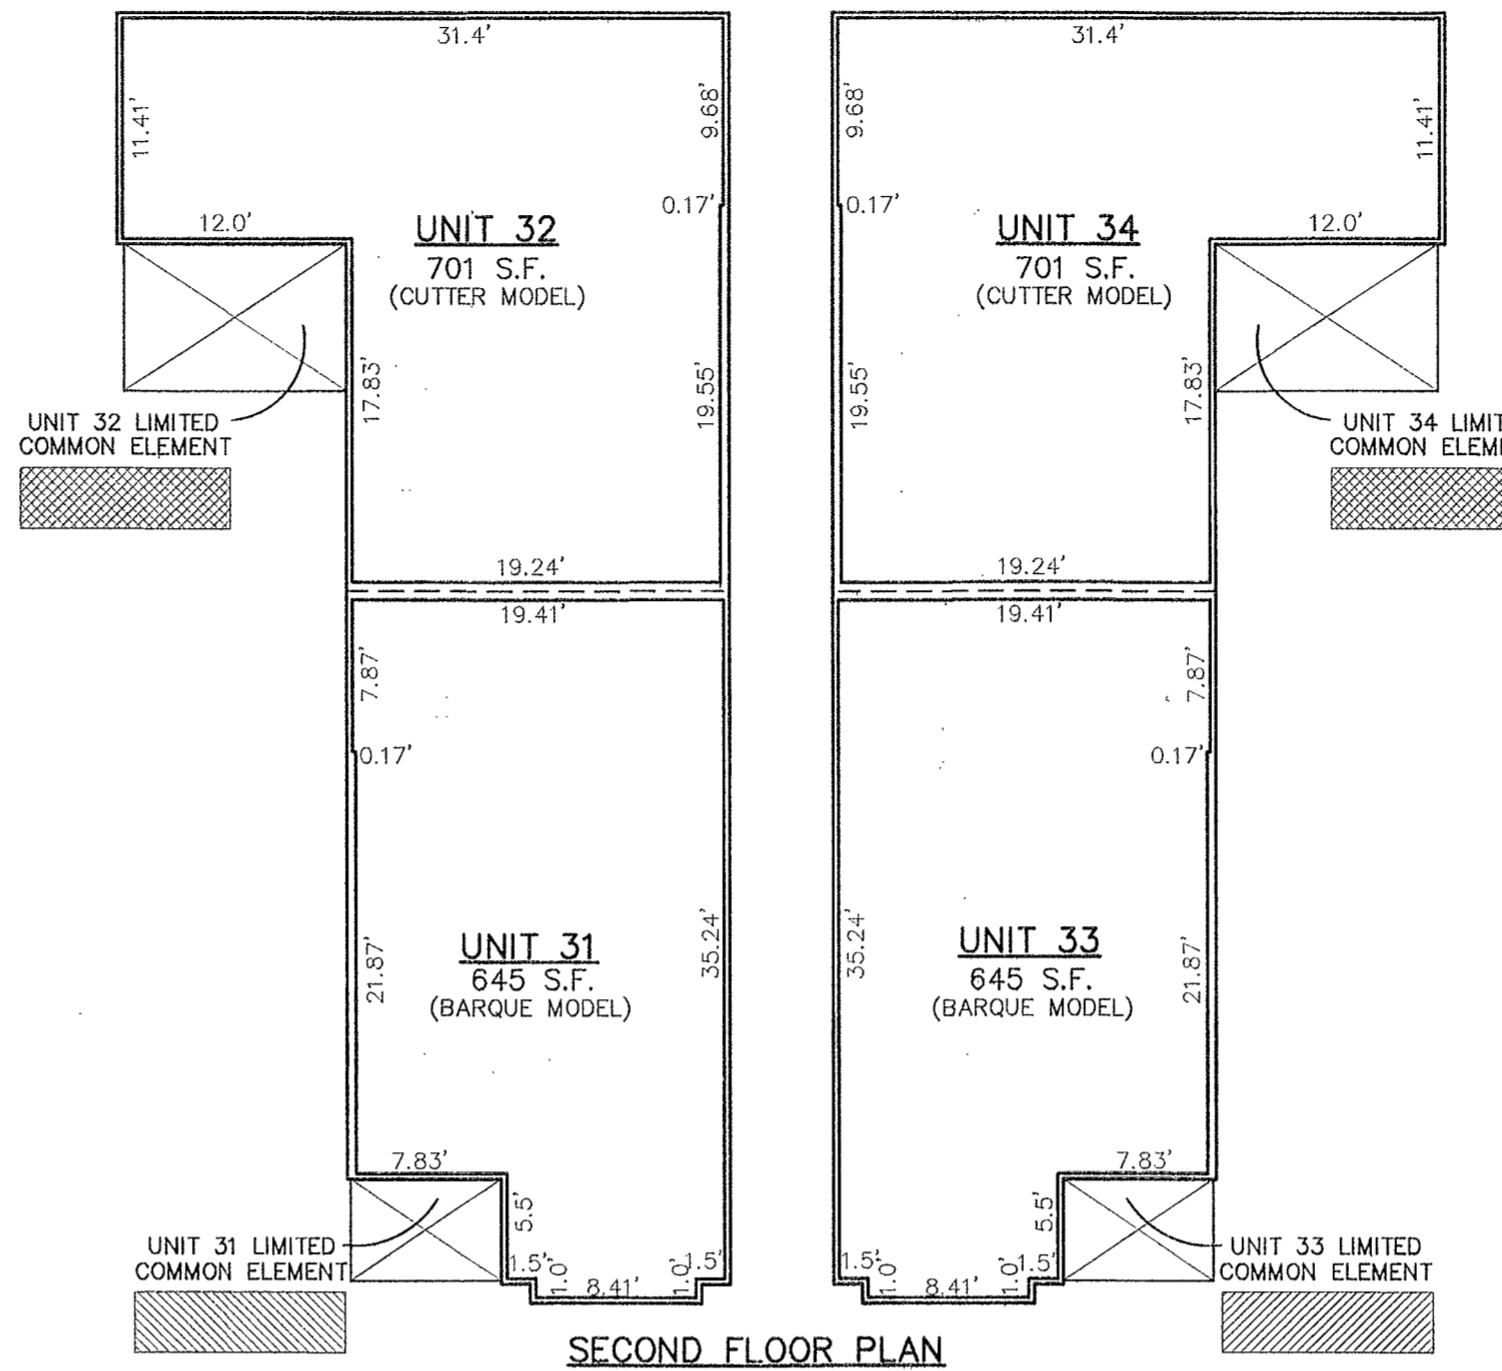 31.4'
31.4'
11.41'
9.68'
9.68'
11.41'
0.17'
0.17'
12.0'
12.0'
UNIT 32
701 S.F.
(CUTTER MODEL)
UNIT 34
701 S.F.
(CUTTER MODEL)
17.83'
19.55'
19.55'
17.83'
UNIT 32 LIMITED
COMMON ELEMENT
UNIT 34 LIMIT
COMMON ELEME
19.24'
19.24'
19.41'
19.41'
7.87'
7.87'
0.17'
0.17'
UNIT 31
645 S.F.
(BARQUE MODEL)
UNIT 33
645 S.F.
(BARQUE MODEL)
21.87'
35.24'
35.24'
21.87'
7.83'
7.83'
5.5'
5.5'
UNIT 31 LIMITED
COMMON ELEMENT
UNIT 33 LIMITED
COMMON ELEMENT
1.5'
1.0'
8.41'
1.0'
1.5'
1.5'
1.0'
8.41'
1.0'
1.5'
SECOND FLOOR PLAN